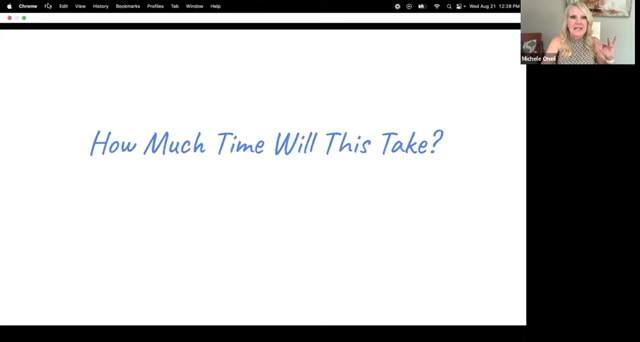 Chrome File Edit View History Bookmarks Profiles Tab Window Help
Wed Aug 21 12:28 PM
Michele Oneil
How Much Time Will This Take?